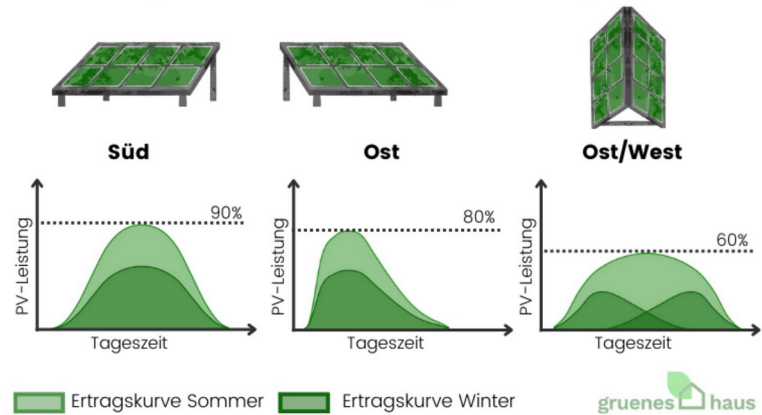 Süd
Ost
Ost/West
90%
80%
60%
PV-Leistung
PV-Leistung
PV-Leistung
Tageszeit
Tageszeit
Tageszeit
Ertragskurve Sommer
Ertragskurve Winter
gruenes haus